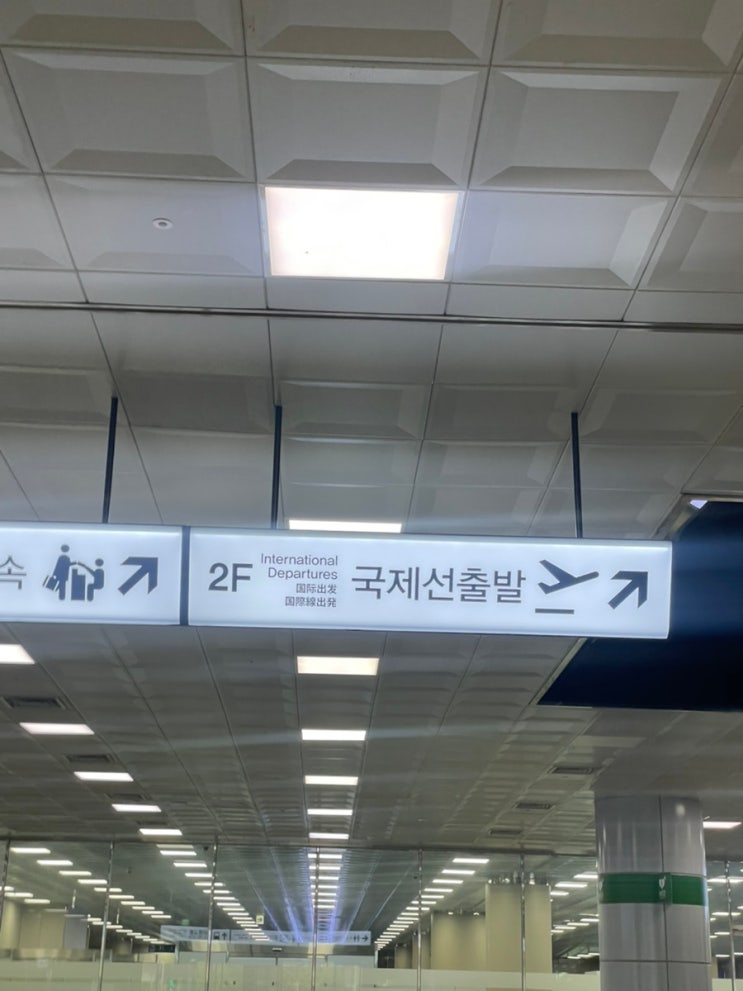 속
2F
International
Departures
国际出发
国際線出発
국제선출발